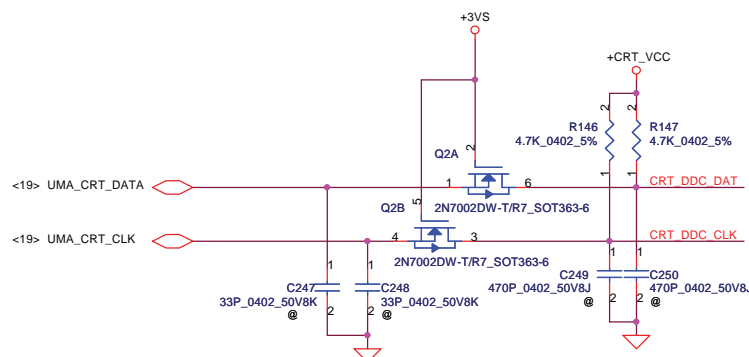 +3VS
+CRT_VCC
2
2
R146
R147
4.7K_0402_5%
4.7K_0402_5%
1
1
Q2A
2
<19> UMA_CRT_DATA
1
6
CRT_DDC_DAT
Q2B
5
2N7002DW-T/R7_SOT363-6
<19> UMA_CRT_CLK
4
3
CRT_DDC_CLK
2N7002DW-T/R7_SOT363-6
1
1
1
1
C247
C248
C249
C250
33P_0402_50V8K
33P_0402_50V8K
470P_0402_50V8J
470P_0402_50V8J
2
2
2
2
@
@
@
@